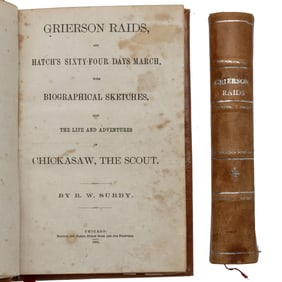 GRIERSON RAIDS,
AND
HATCH'S SIXTY-FOUR DAYS MARCH,
WITH
BIOGRAPHICAL SKETCHES,
THE LIFE AND ADVENTURES
OF
CHICKASAW, THE SCOUT.
BY R. W. SURBY.
CHICAGO:
GRIERSON
RAIDS